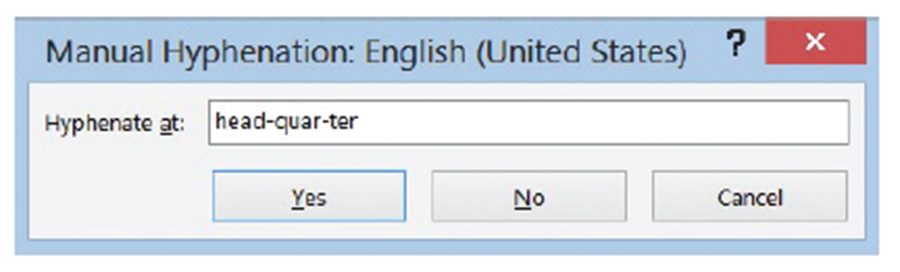 Manual Hyphenation: English (United States) ? x
Hyphenate at: head-quar-ter
Yes No Cancel